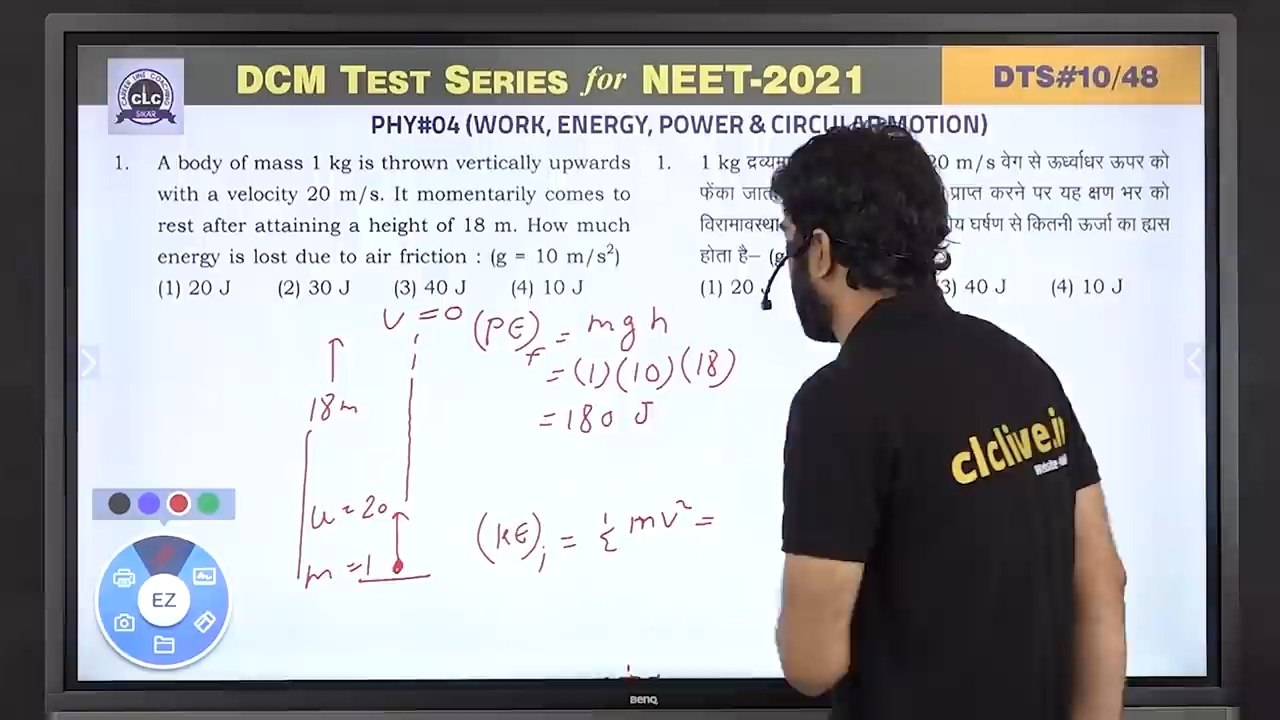 DCM TEST SERIES for NEET-2021
DTS#10/48
CAREER LINE COACHING
CLC
SIKAR
PHY#04 (WORK, ENERGY, POWER & CIRCULAR MOTION)
1. A body of mass 1 kg is thrown vertically upwards
with a velocity 20 m/s. It momentarily comes to
rest after attaining a height of 18 m. How much
energy is lost due to air friction : (g = 10 m/s²)
(1) 20 J (2) 30 J (3) 40 J (4) 10 J
1. 1 kg 20 m/s वेग से ऊर्ध्वाधर ऊपर को
फेंका प्राप्त करने पर यह क्षण भर को
घर्षण से कितनी ऊर्जा का ह्रास
होता है–
(1) 20 (3) 40 J (4) 10 J
v = 0
(PE)f = mgh
= (1)(10)(18)
= 180 J
18m
u = 20
m = 1
(KE)i = ½ mv² =
EZ
clclive.in
BenQ